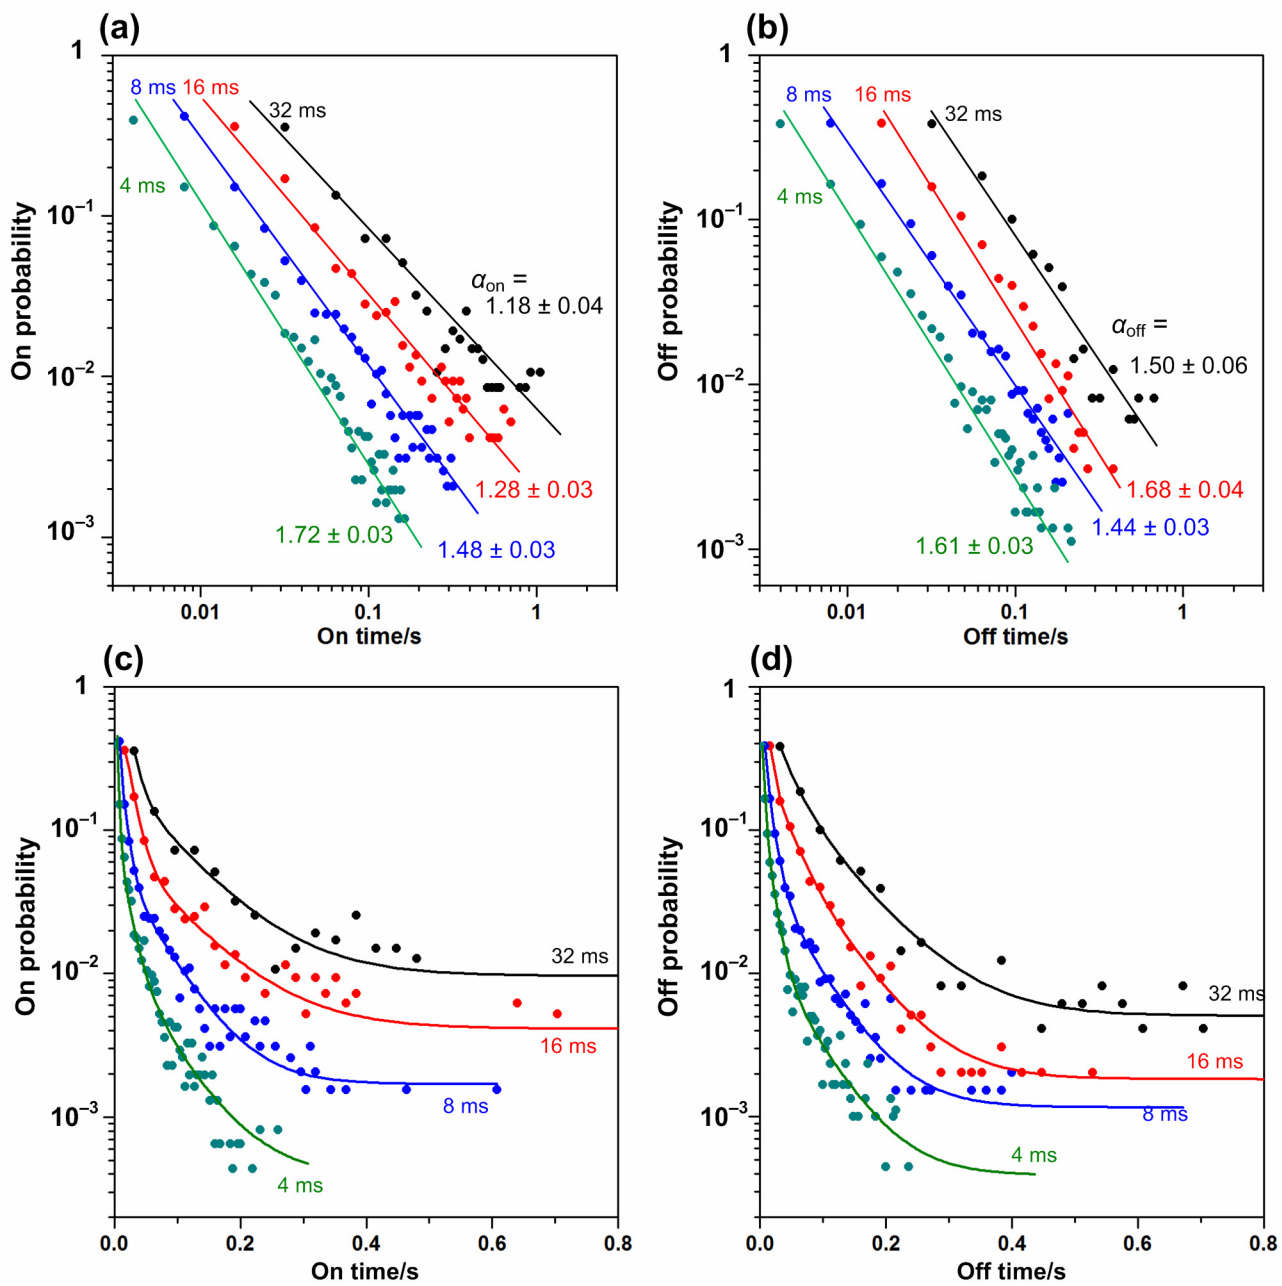 (a)
1
10⁻¹
10⁻²
10⁻³
On probability
8 ms
16 ms
32 ms
4 ms
αon =
1.18 ± 0.04
1.28 ± 0.03
1.72 ± 0.03
1.48 ± 0.03
0.01
0.1
1
On time/s
(b)
1
10⁻¹
10⁻²
10⁻³
Off probability
8 ms
16 ms
32 ms
4 ms
αoff =
1.50 ± 0.06
1.68 ± 0.04
1.44 ± 0.03
1.61 ± 0.03
0.01
0.1
1
Off time/s
(c)
1
10⁻¹
10⁻²
10⁻³
On probability
32 ms
16 ms
8 ms
4 ms
0.0
0.2
0.4
0.6
0.8
On time/s
(d)
1
10⁻¹
10⁻²
10⁻³
Off probability
32 ms
16 ms
8 ms
4 ms
0.0
0.2
0.4
0.6
0.8
Off time/s